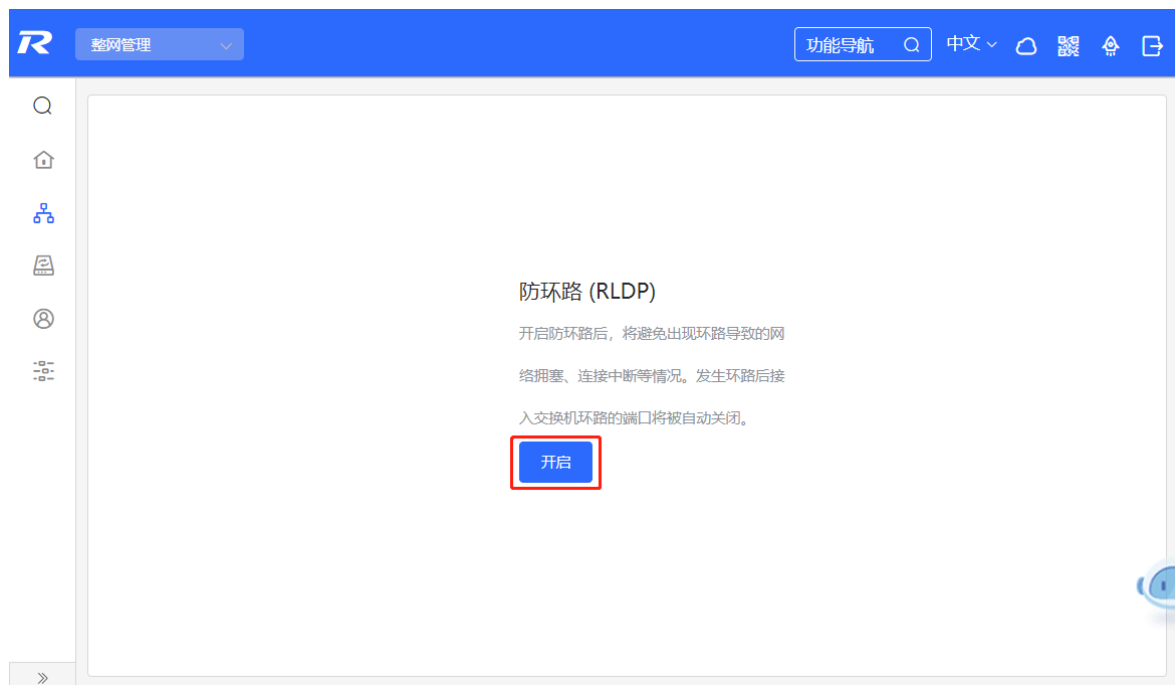 整网管理
功能导航
中文
防环路 (RLDP)
开启防环路后，将避免出现环路导致的网
络拥塞、连接中断等情况。发生环路后接
入交换机环路的端口将被自动关闭。
开启